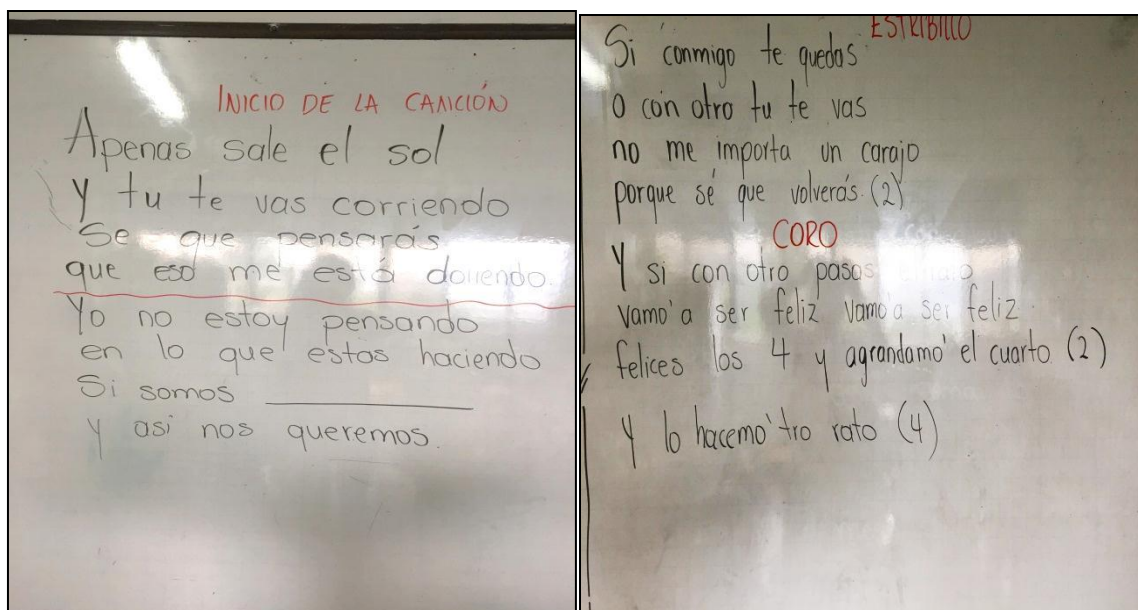 INICIO DE LA CANCIÓN
Apenas sale el sol
y tu te vas corriendo
Se que pensarás
que eso me está doliendo.
Yo no estoy pensando
en lo que estas haciendo
Si somos ____________
y asi nos queremos.
ESTRIBILLO
Si conmigo te quedas
o con otro tu te vas
no me importa un carajo
porque sé que volverás. (2)
CORO
Y si con otro pasas
vamo' a ser feliz vamo' a ser feliz
felices los 4 y agrandamo' el cuarto. (2)
y lo hacemo' tro rato (4)